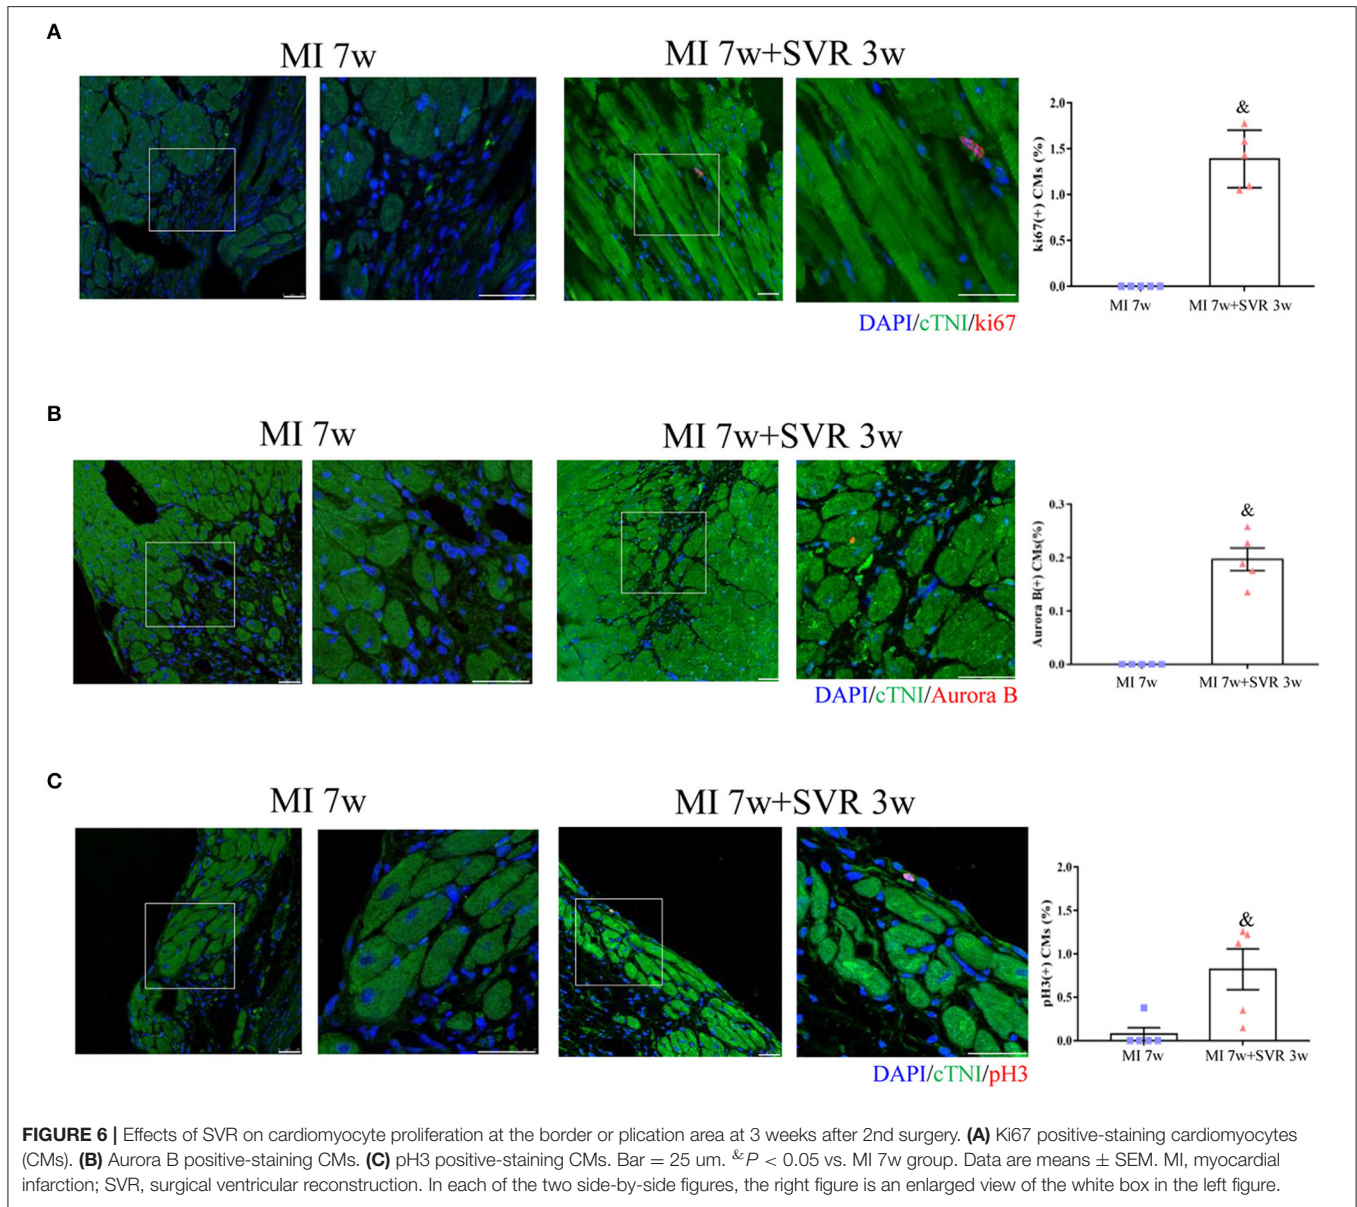 A
MI 7w
MI 7w+SVR 3w
ki67(+) CMs (%)
2.0
1.5
1.0
0.5
0.0
&
MI 7w
MI 7w+SVR 3w
DAPI/cTNI/ki67
B
MI 7w
MI 7w+SVR 3w
Aurora B(+) CMs(%)
0.3
0.2
0.1
0.0
&
MI 7w
MI 7w+SVR 3w
DAPI/cTNI/Aurora B
C
MI 7w
MI 7w+SVR 3w
pH3(+) CMs (%)
2.0
1.5
1.0
0.5
0.0
&
MI 7w
MI 7w+SVR 3w
DAPI/cTNI/pH3
FIGURE 6 | Effects of SVR on cardiomyocyte proliferation at the border or plication area at 3 weeks after 2nd surgery. (A) Ki67 positive-staining cardiomyocytes
(CMs). (B) Aurora B positive-staining CMs. (C) pH3 positive-staining CMs. Bar = 25 um. &P < 0.05 vs. MI 7w group. Data are means ± SEM. MI, myocardial
infarction; SVR, surgical ventricular reconstruction. In each of the two side-by-side figures, the right figure is an enlarged view of the white box in the left figure.